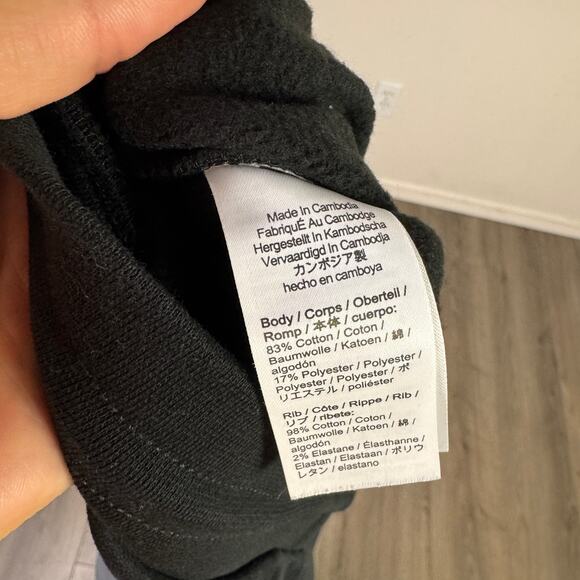 Made In Cambodia
FabriquÉ Au Cambodge
Hergestellt In Kambodscha
Vervaardigd In Cambodja
カンボジア製
hecho en camboya
Body / Corps / Oberteil /
Romp / 本体 / cuerpo:
83% Cotton / Coton /
Baumwolle / Katoen / 綿 /
algodón
17% Polyester / Polyester /
Polyester / Polyester / ポ
リエステル / poliéster
Rib / Côte / Rippe / Rib /
リブ / ribete:
98% Cotton / Coton /
Baumwolle / Katoen / 綿 /
algodón
2% Elastane / Élasthanne /
Elastan / Elastaan / ポリウ
レタン / elastano